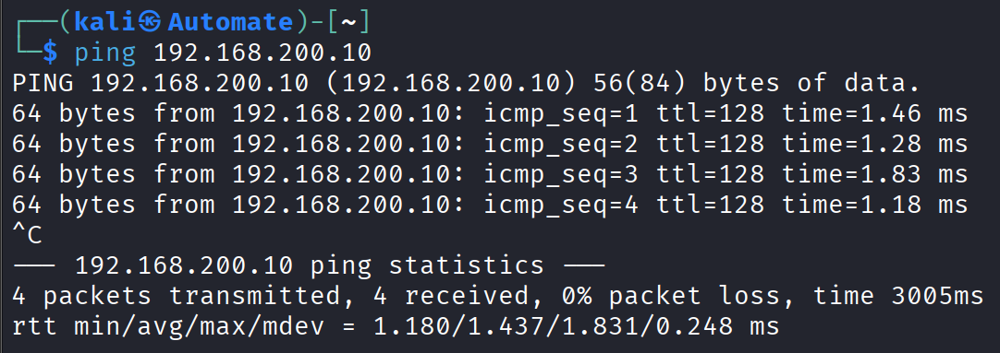 ┌──(kali㉿Automate)-[~]
└─$ ping 192.168.200.10
PING 192.168.200.10 (192.168.200.10) 56(84) bytes of data.
64 bytes from 192.168.200.10: icmp_seq=1 ttl=128 time=1.46 ms
64 bytes from 192.168.200.10: icmp_seq=2 ttl=128 time=1.28 ms
64 bytes from 192.168.200.10: icmp_seq=3 ttl=128 time=1.83 ms
64 bytes from 192.168.200.10: icmp_seq=4 ttl=128 time=1.18 ms
^C
--- 192.168.200.10 ping statistics ---
4 packets transmitted, 4 received, 0% packet loss, time 3005ms
rtt min/avg/max/mdev = 1.180/1.437/1.831/0.248 ms